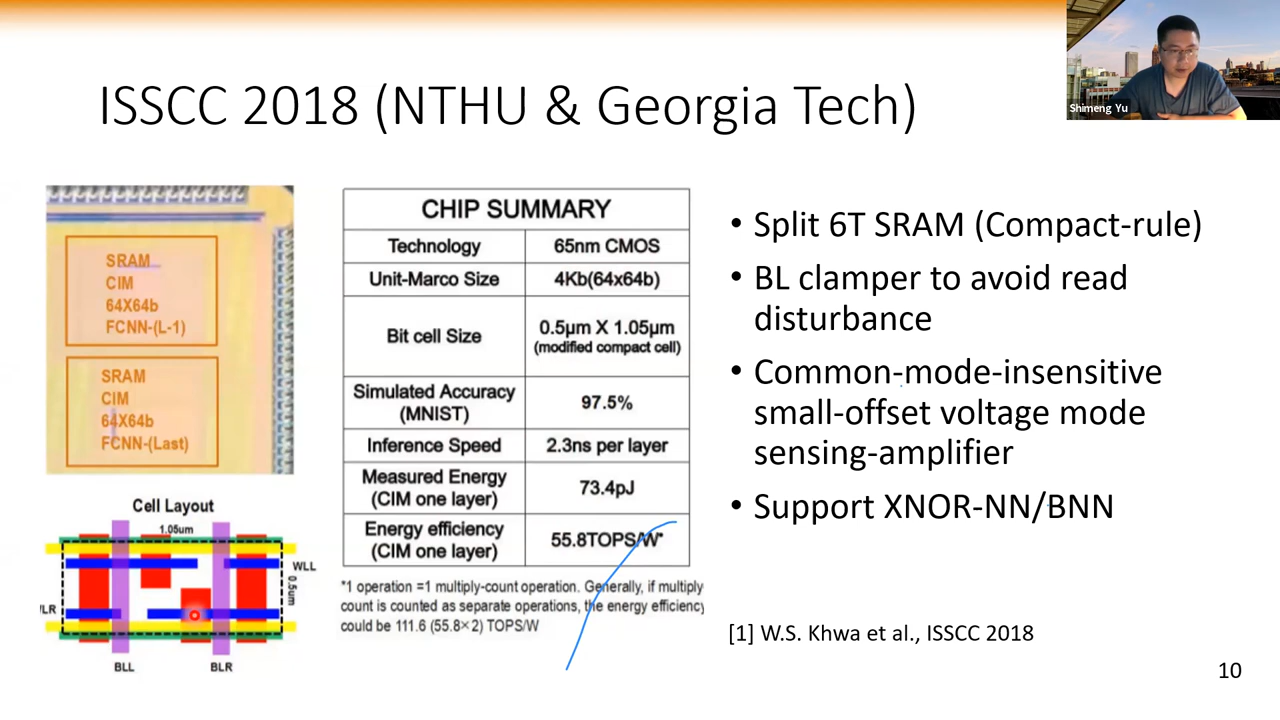 Shimeng Yu
ISSCC 2018 (NTHU & Georgia Tech)
SRAM
CIM
64X64b
FCNN-(L-1)
SRAM
CIM
64X64b
FCNN-(Last)
Cell Layout
1.05um
WLL
0.5um
/LR
BLL BLR
CHIP SUMMARY
Technology 65nm CMOS
Unit-Marco Size 4Kb(64x64b)
Bit cell Size 0.5μm X 1.05μm
(modified compact cell)
Simulated Accuracy
(MNIST) 97.5%
Inference Speed 2.3ns per layer
Measured Energy
(CIM one layer) 73.4pJ
Energy efficiency
(CIM one layer) 55.8TOPS/W*
*1 operation =1 multiply-count operation. Generally, if multiply
count is counted as separate operations, the energy efficiency
could be 111.6 (55.8×2) TOPS/W
• Split 6T SRAM (Compact-rule)
• BL clamper to avoid read
disturbance
• Common-mode-insensitive
small-offset voltage mode
sensing-amplifier
• Support XNOR-NN/BNN
[1] W.S. Khwa et al., ISSCC 2018
10